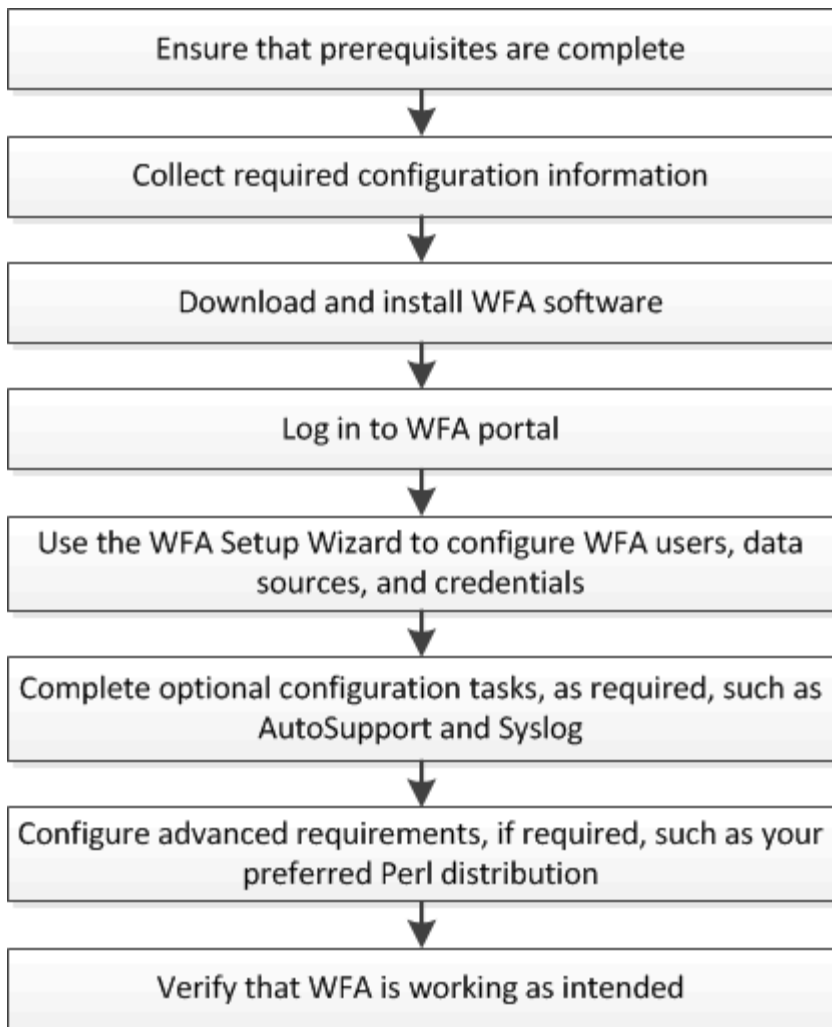 Ensure that prerequisites are complete
Collect required configuration information
Download and install WFA software
Log in to WFA portal
Use the WFA Setup Wizard to configure WFA users, data
sources, and credentials
Complete optional configuration tasks, as required, such as
AutoSupport and Syslog
Configure advanced requirements, if required, such as your
preferred Perl distribution
Verify that WFA is working as intended